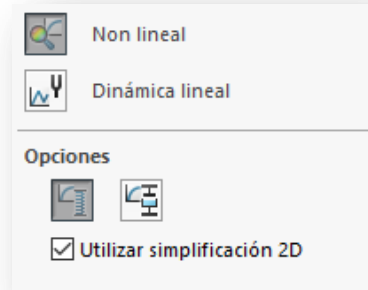 Non lineal
Dinámica lineal
Opciones
Utilizar simplificación 2D